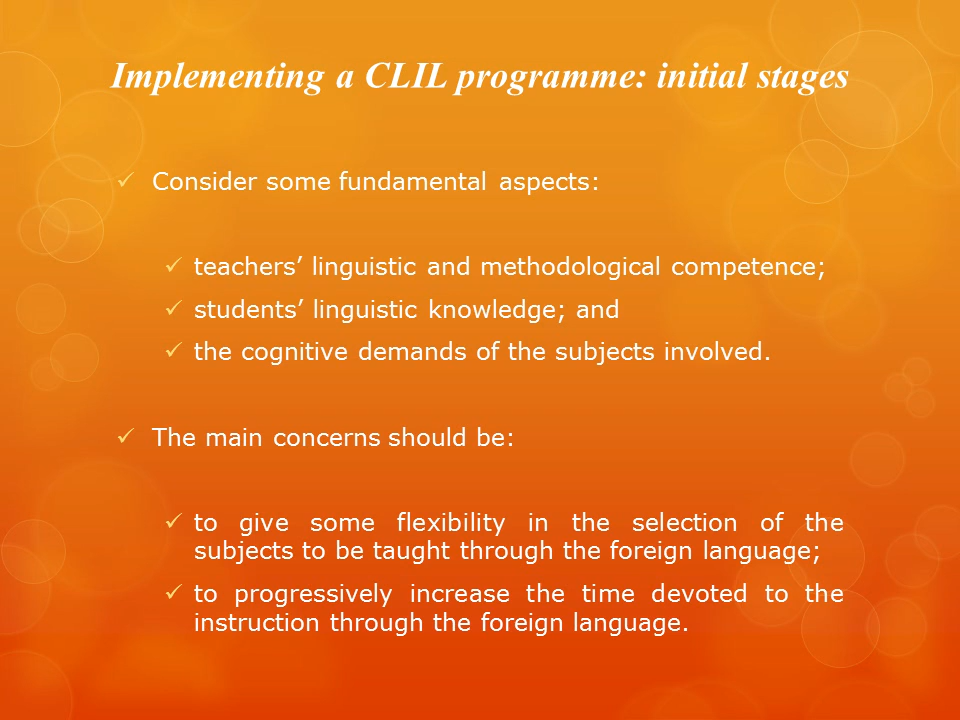 Implementing a CLIL programme: initial stages
✓ Consider some fundamental aspects:
✓ teachers’ linguistic and methodological competence;
✓ students’ linguistic knowledge; and
✓ the cognitive demands of the subjects involved.
✓ The main concerns should be:
✓ to give some flexibility in the selection of the
subjects to be taught through the foreign language;
✓ to progressively increase the time devoted to the
instruction through the foreign language.